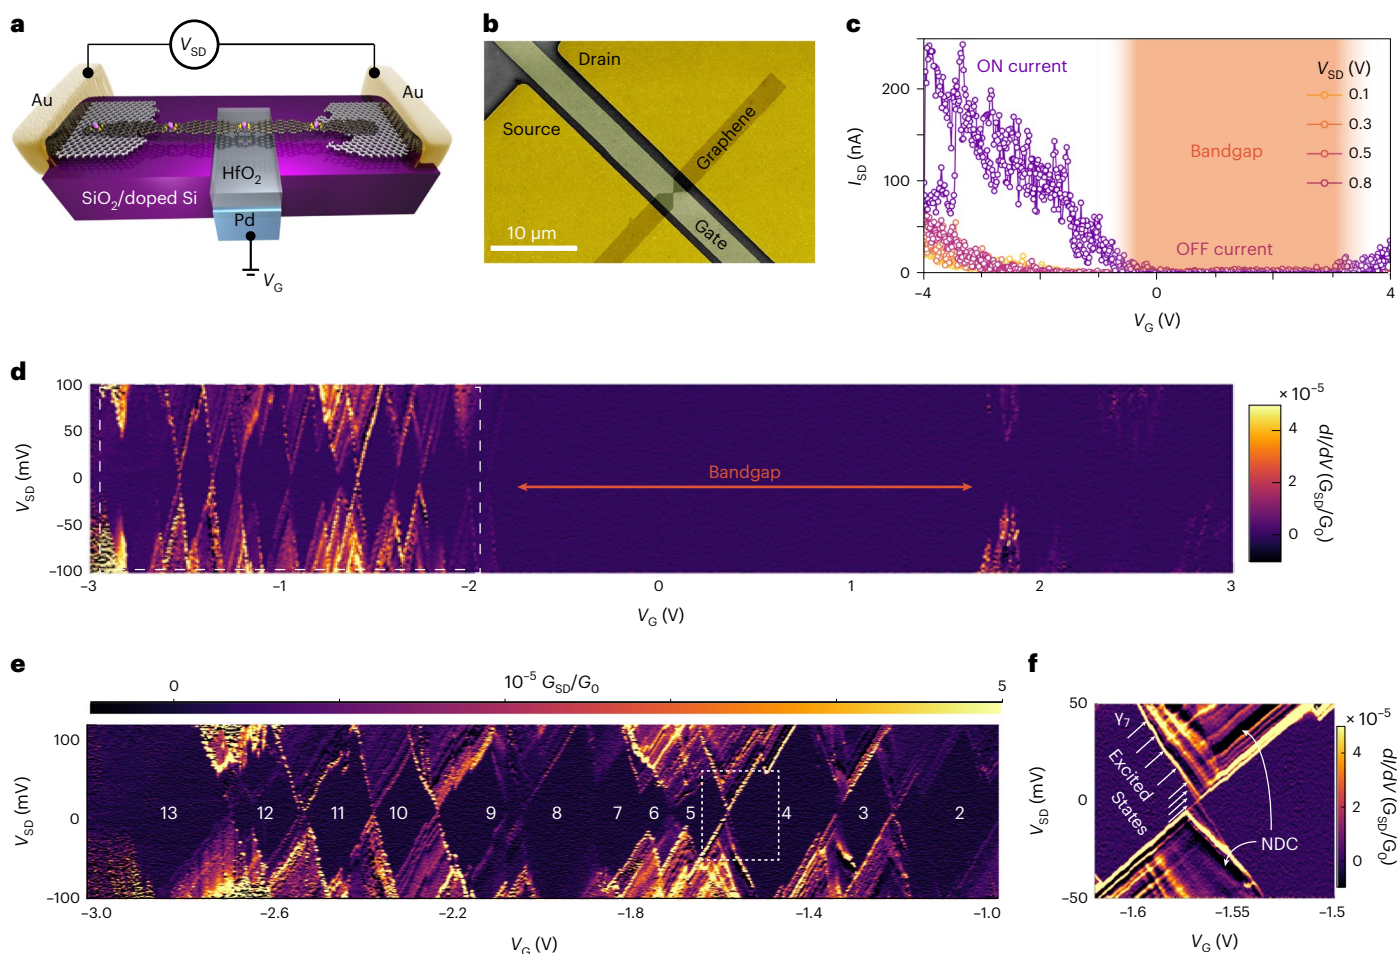 a
V_SD
Au
Au
HfO₂
SiO₂/doped Si
Pd
V_G
b
Drain
Source
Graphene
Gate
10 µm
c
I_SD (nA)
200
100
0
ON current
Bandgap
OFF current
V_SD (V)
0.1
0.3
0.5
0.8
−4
0
4
V_G (V)
d
V_SD (mV)
100
50
0
−50
−100
Bandgap
−3
−1
−2
0
1
2
3
V_G (V)
× 10⁻⁵
4
2
0
dI/dV (G_SD/G₀)
e
10⁻⁵ G_SD/G₀
0
5
V_SD (mV)
100
0
−100
13
12
11
10
9
8
7
6
5
4
3
2
−3.0
−2.6
−2.2
−1.8
−1.4
−1.0
V_G (V)
f
V_SD (mV)
50
0
−50
γ₇
Excited
States
NDC
−1.6
−1.55
−1.5
V_G (V)
× 10⁻⁵
4
2
0
dI/dV (G_SD/G₀)